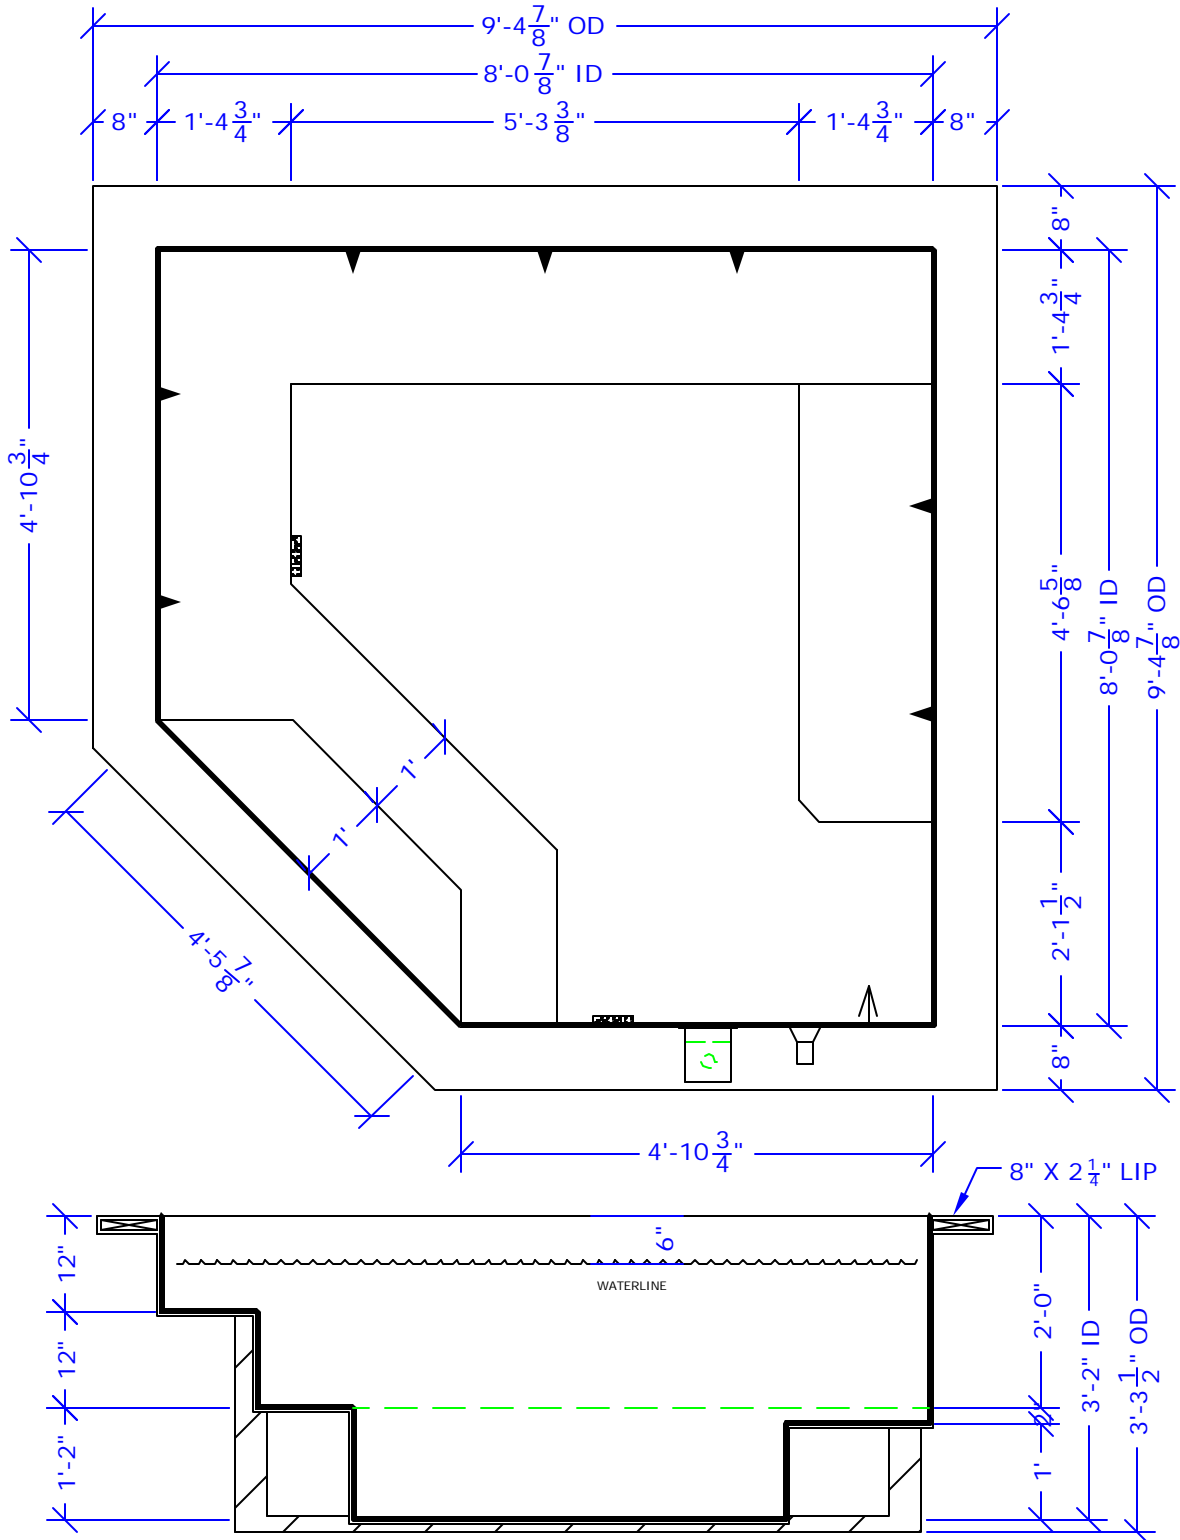 9'-4 7/8" OD
8'-0 7/8" ID
8" 1'-4 3/4" 5'-3 3/8" 1'-4 3/4" 8"
8"
1'-4 3/4"
4'-10 3/4"
4'-6 5/8"
8'-0 7/8" ID
9'-4 7/8" OD
1'
1'
2'-1 1/2"
4'-5 7/8"
8"
4'-10 3/4"
8" X 2 1/4" LIP
12"
6"
WATERLINE
12"
1'-2"
2'-0"
2"
1'
3'-2" ID
3'-3 1/2" OD